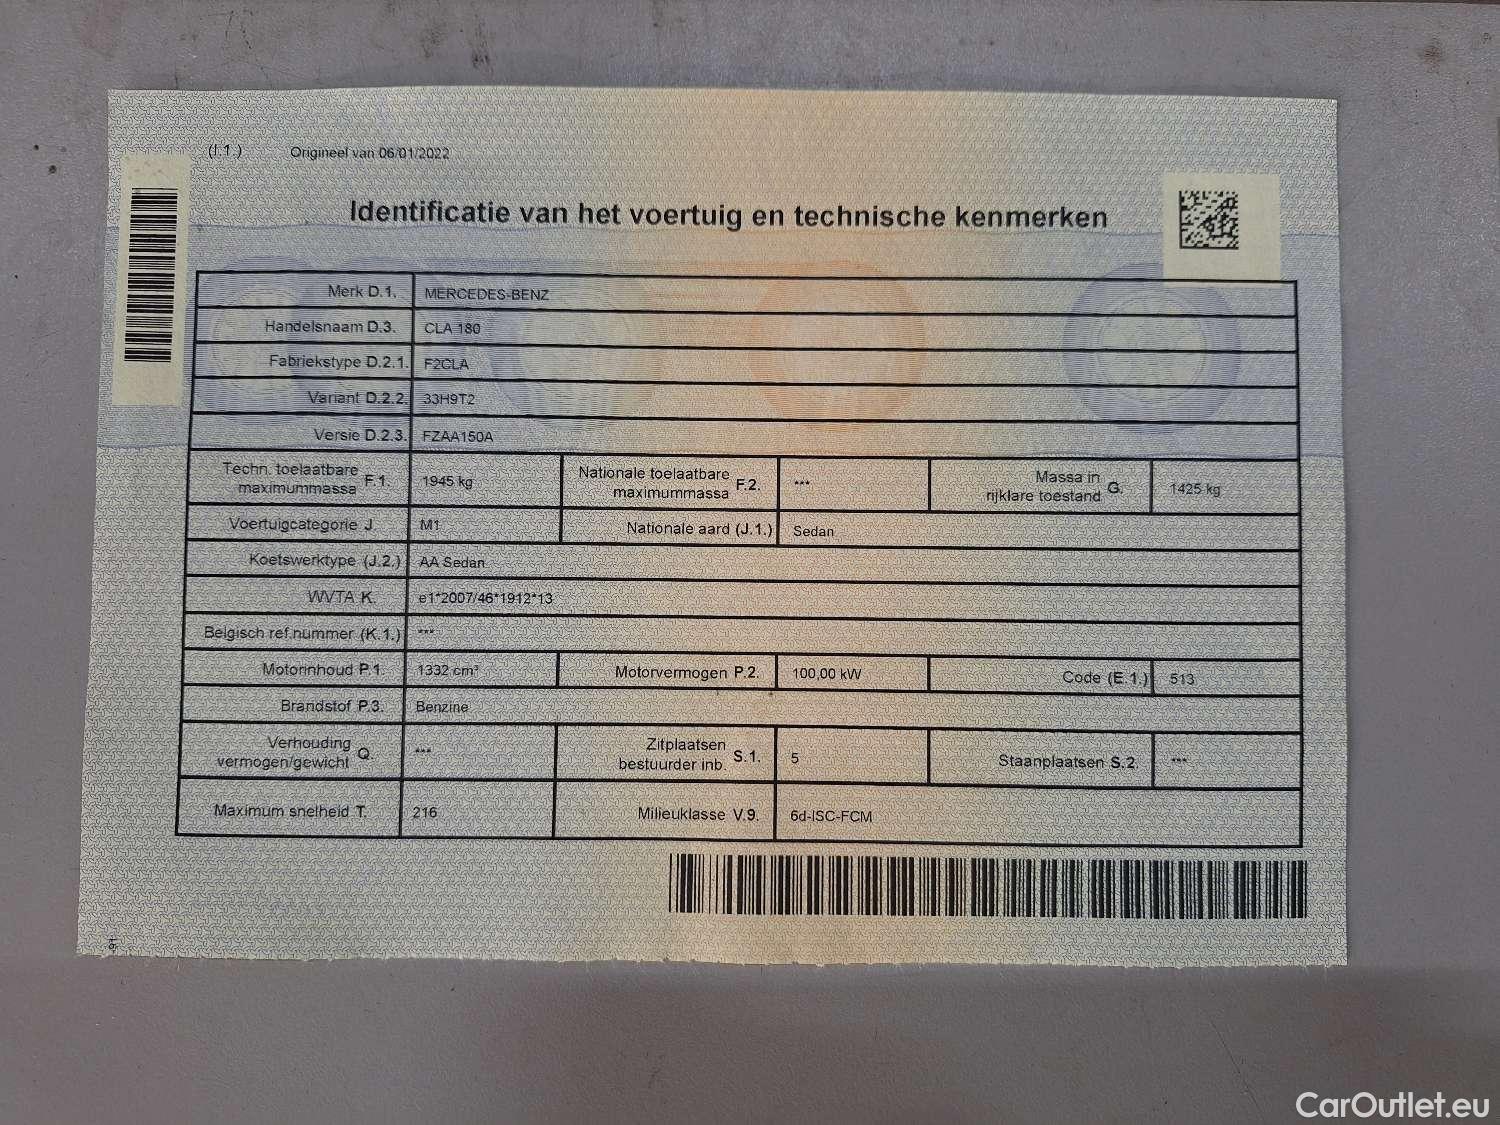 (J.1.) Origineel van 06/01/2022
Identificatie van het voertuig en technische kenmerken
Merk D.1. MERCEDES-BENZ
Handelsnaam D.3. CLA 180
Fabriekstype D.2.1. F2CLA
Variant D.2.2. 33H9T2
Versie D.2.3. FZAA150A
Techn. toelaatbare maximummassa F.1. 1945 kg Nationale toelaatbare maximummassa F.2. *** Massa in rijklare toestand G. 1425 kg
Voertuigcategorie J. M1 Nationale aard (J.1.) Sedan
Koetswerktype (J.2.) AA Sedan
WVTA K. e1*2007/46*1912*13
Belgisch ref.nummer (K.1.) ***
Motorinhoud P.1. 1332 cm³ Motorvermogen P.2. 100,00 kW Code (E.1.) 513
Brandstof P.3. Benzine
Verhouding vermogen/gewicht Q. *** Zitplaatsen bestuurder inb. S.1. 5 Staanplaatsen S.2. ***
Maximum snelheid T. 216 Milieuklasse V.9. 6d-ISC-FCM
CarOutlet.eu